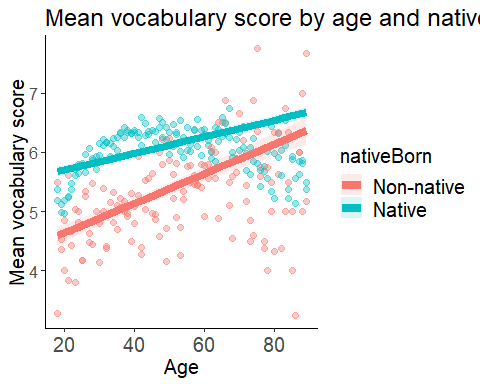 Mean vocabulary score by age and native
Mean vocabulary score
7
6
5
4
20 40 60 80
Age
nativeBorn
Non-native
Native